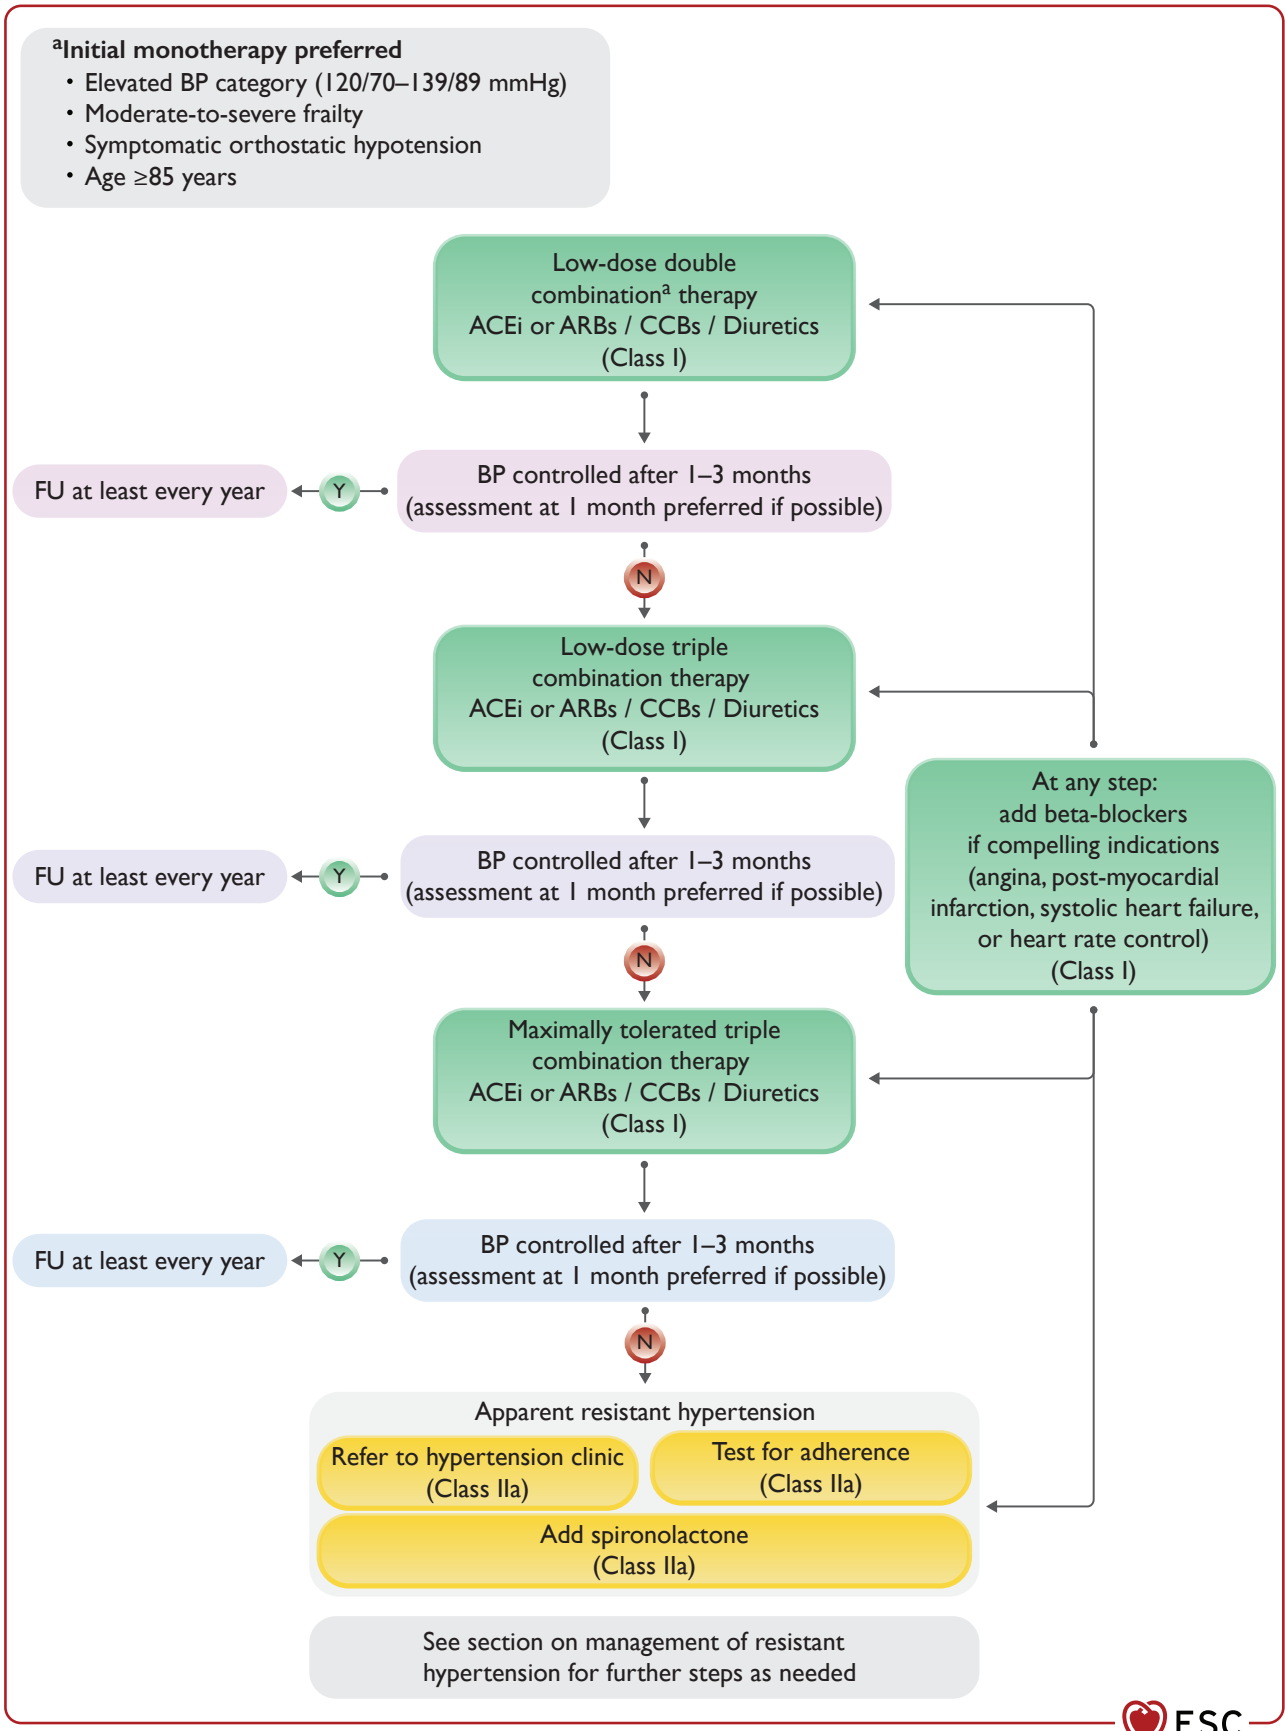 aInitial monotherapy preferred
• Elevated BP category (120/70–139/89 mmHg)
• Moderate-to-severe frailty
• Symptomatic orthostatic hypotension
• Age ≥85 years
Low-dose double
combinationa therapy
ACEi or ARBs / CCBs / Diuretics
(Class I)
BP controlled after 1–3 months
(assessment at 1 month preferred if possible)
Y
FU at least every year
N
Low-dose triple
combination therapy
ACEi or ARBs / CCBs / Diuretics
(Class I)
At any step:
add beta-blockers
if compelling indications
(angina, post-myocardial
infarction, systolic heart failure,
or heart rate control)
(Class I)
BP controlled after 1–3 months
(assessment at 1 month preferred if possible)
Y
FU at least every year
N
Maximally tolerated triple
combination therapy
ACEi or ARBs / CCBs / Diuretics
(Class I)
BP controlled after 1–3 months
(assessment at 1 month preferred if possible)
Y
FU at least every year
N
Apparent resistant hypertension
Refer to hypertension clinic
(Class IIa)
Test for adherence
(Class IIa)
Add spironolactone
(Class IIa)
See section on management of resistant
hypertension for further steps as needed
ESC